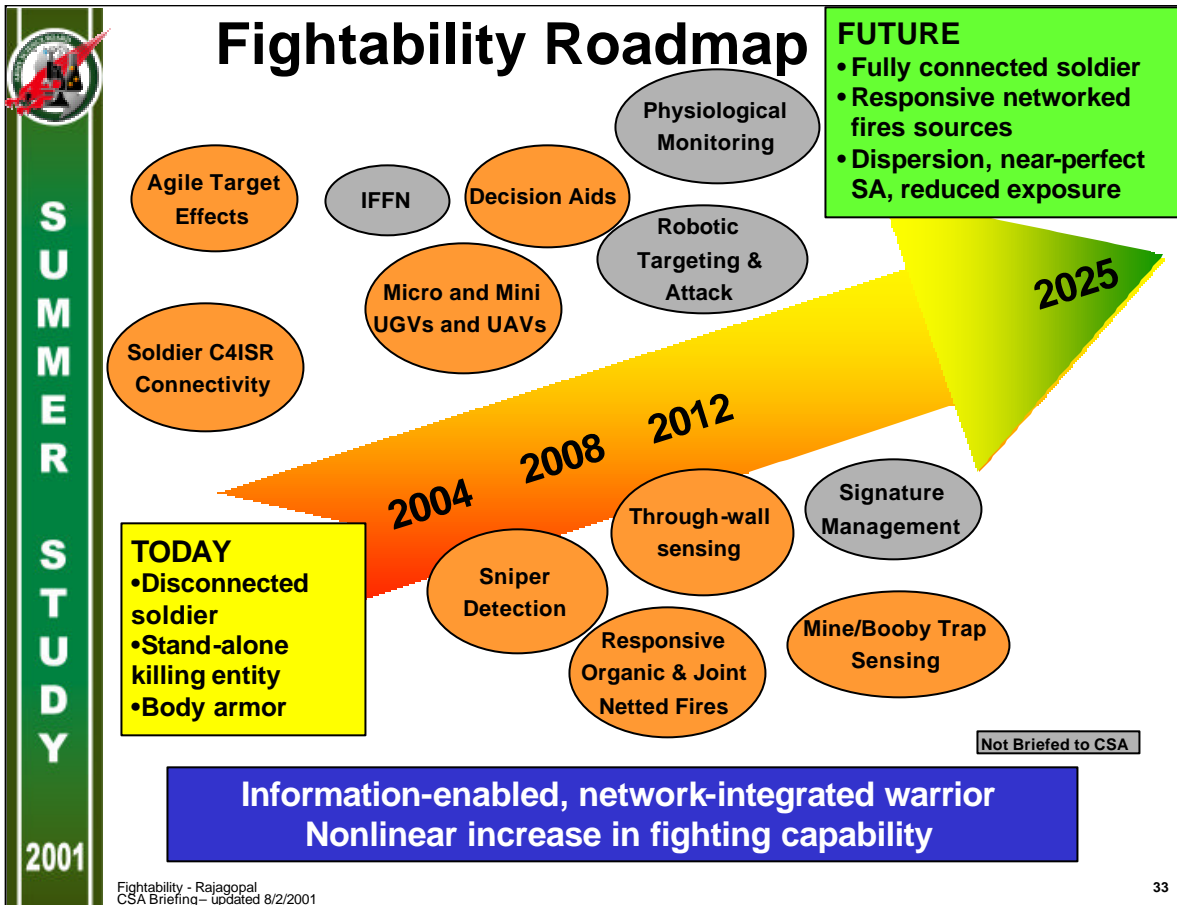 Fightability Roadmap
FUTURE
• Fully connected soldier
• Responsive networked
fires sources
• Dispersion, near-perfect
SA, reduced exposure
Physiological
Monitoring
Agile Target
Effects
IFFN
Decision Aids
Robotic
Targeting &
Attack
Micro and Mini
UGVs and UAVs
Soldier C4ISR
Connectivity
2025
2012
2008
2004
TODAY
•Disconnected
soldier
•Stand-alone
killing entity
•Body armor
Through-wall
sensing
Signature
Management
Sniper
Detection
Responsive
Organic & Joint
Netted Fires
Mine/Booby Trap
Sensing
Not Briefed to CSA
Information-enabled, network-integrated warrior
Nonlinear increase in fighting capability
SUMMER STUDY
2001
Fightability - Rajagopal
CSA Briefing– updated 8/2/2001
33